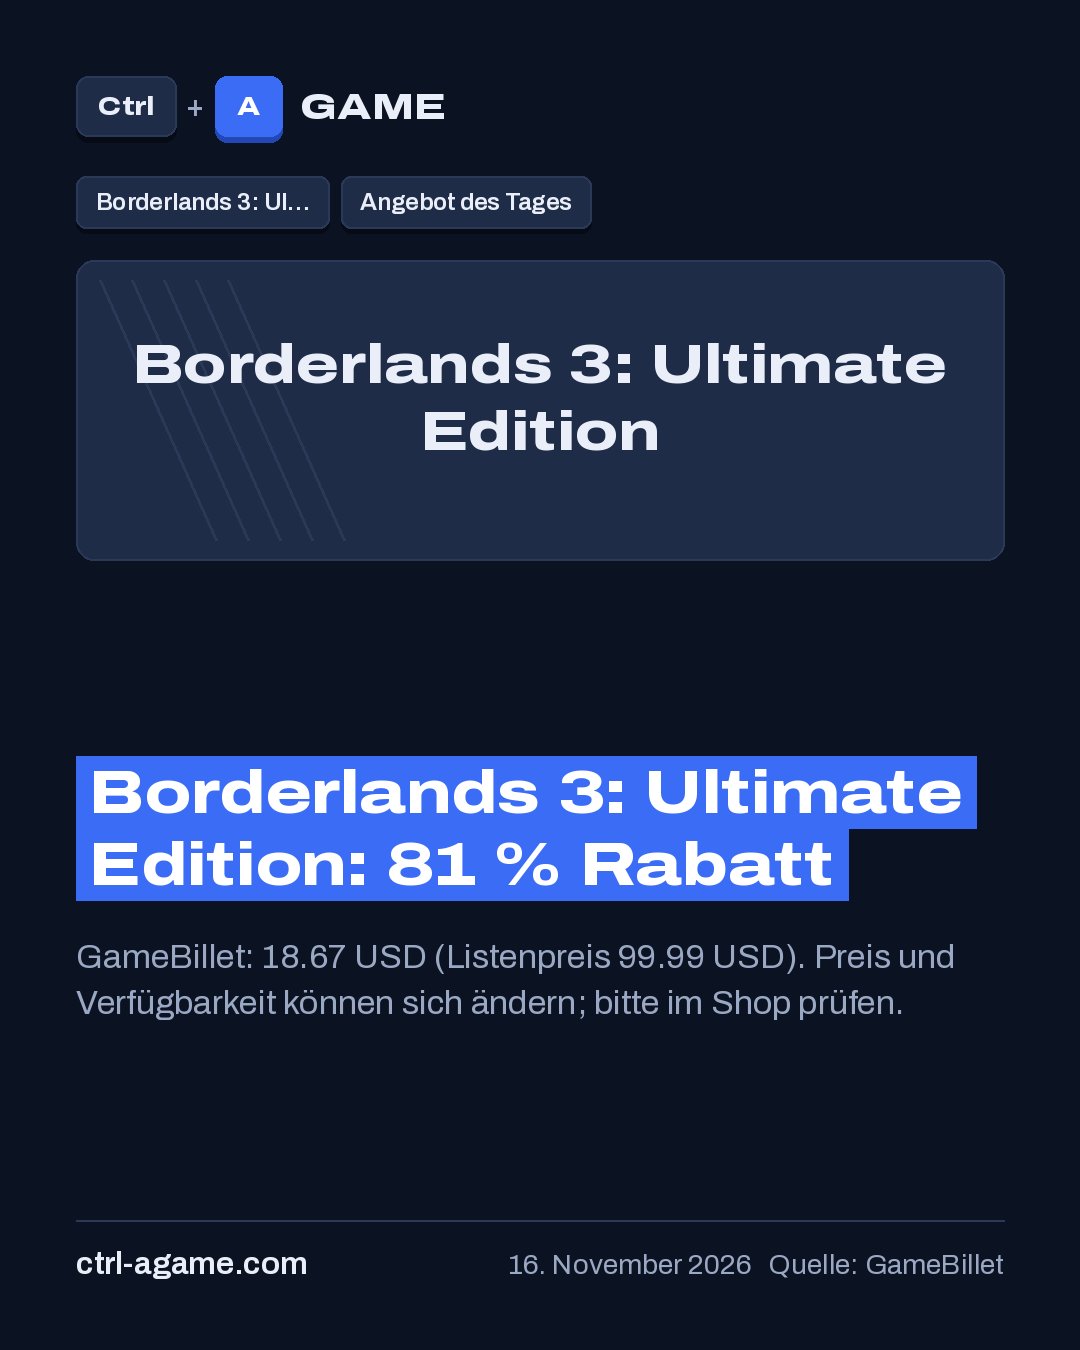 Ctrl + A GAME
Borderlands 3: Ul... Angebot des Tages
Borderlands 3: Ultimate
Edition
Borderlands 3: Ultimate
Edition: 81 % Rabatt
GameBillet: 18.67 USD (Listenpreis 99.99 USD). Preis und
Verfügbarkeit können sich ändern; bitte im Shop prüfen.
ctrl-agame.com 16. November 2026 Quelle: GameBillet